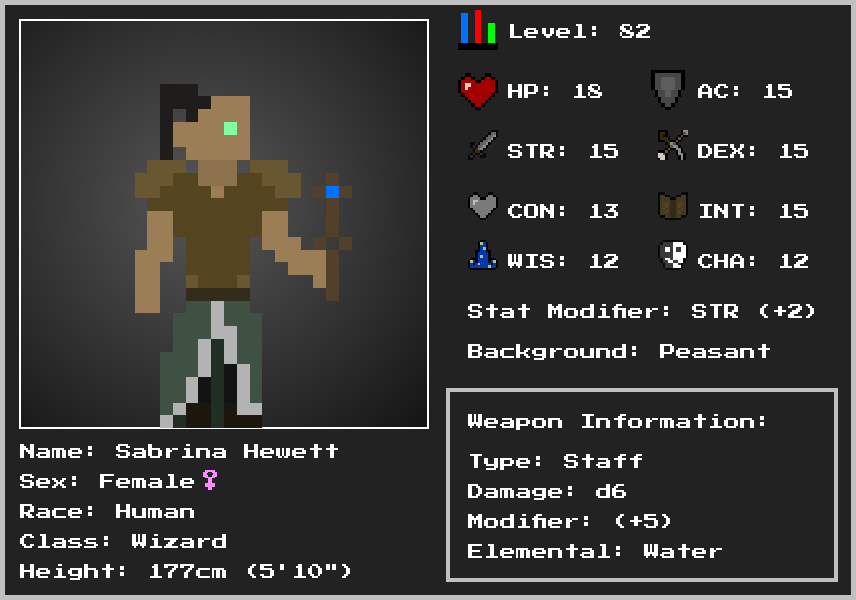 Level: 82
HP: 18 AC: 15
STR: 15 DEX: 15
CON: 13 INT: 15
WIS: 12 CHA: 12
Stat Modifier: STR (+2)
Background: Peasant
Weapon Information:
Type: Staff
Damage: d6
Modifier: (+5)
Elemental: Water
Name: Sabrina Hewett
Sex: Female♀
Race: Human
Class: Wizard
Height: 177cm (5'10")